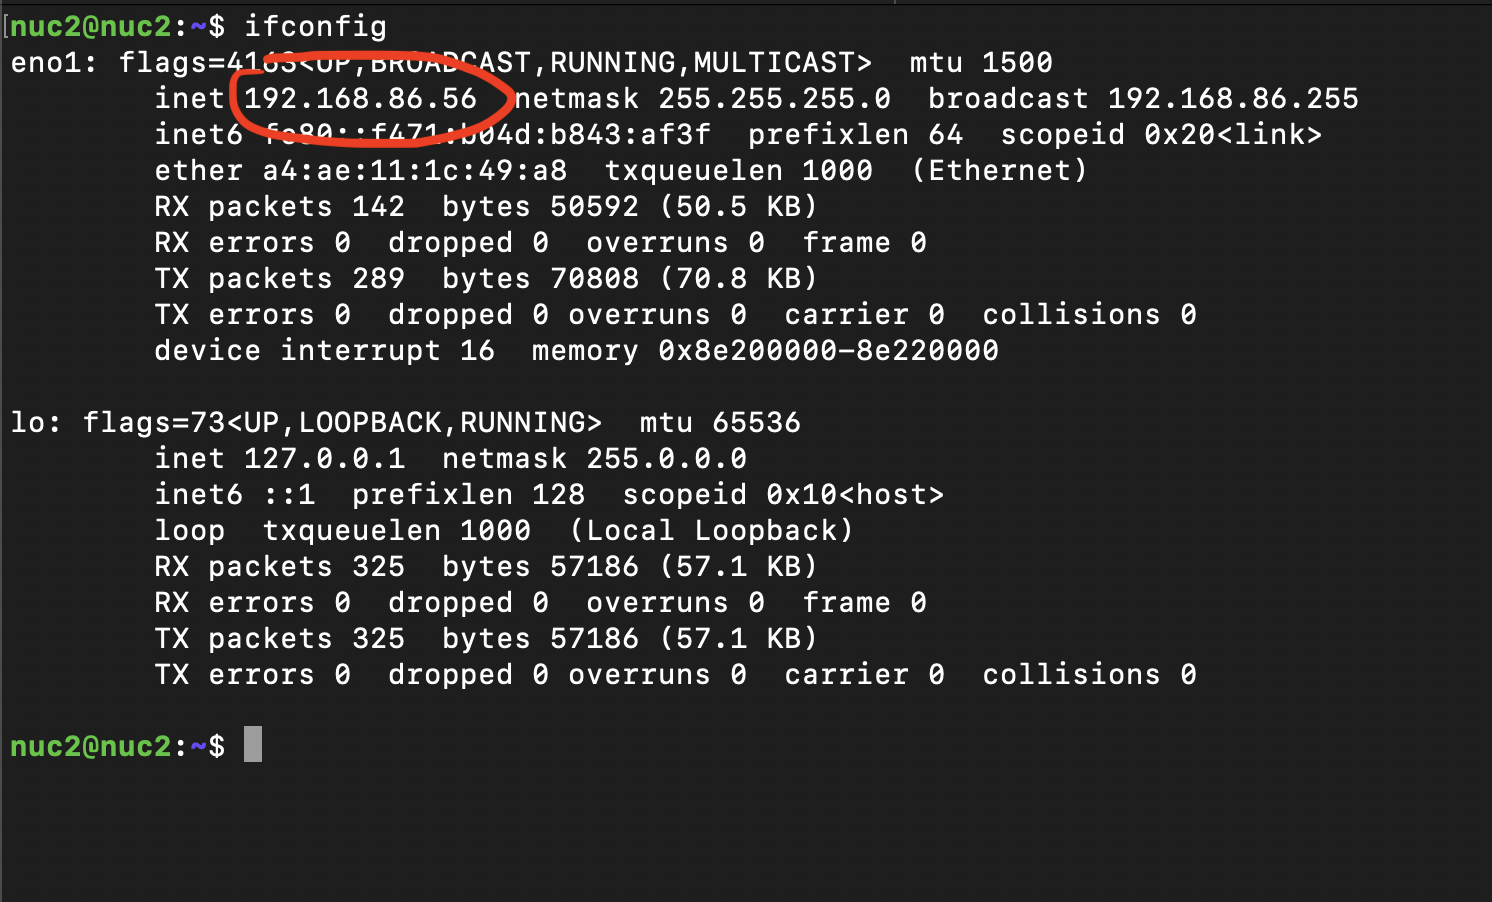 nuc2@nuc2:~$ ifconfig
eno1: flags=4163<UP,BROADCAST,RUNNING,MULTICAST>  mtu 1500
        inet 192.168.86.56  netmask 255.255.255.0  broadcast 192.168.86.255
        inet6 fe80::f471:b04d:b843:af3f  prefixlen 64  scopeid 0x20<link>
        ether a4:ae:11:1c:49:a8  txqueuelen 1000  (Ethernet)
        RX packets 142  bytes 50592 (50.5 KB)
        RX errors 0  dropped 0  overruns 0  frame 0
        TX packets 289  bytes 70808 (70.8 KB)
        TX errors 0  dropped 0 overruns 0  carrier 0  collisions 0
        device interrupt 16  memory 0x8e200000-8e220000
lo: flags=73<UP,LOOPBACK,RUNNING>  mtu 65536
        inet 127.0.0.1  netmask 255.0.0.0
        inet6 ::1  prefixlen 128  scopeid 0x10<host>
        loop  txqueuelen 1000  (Local Loopback)
        RX packets 325  bytes 57186 (57.1 KB)
        RX errors 0  dropped 0  overruns 0  frame 0
        TX packets 325  bytes 57186 (57.1 KB)
        TX errors 0  dropped 0 overruns 0  carrier 0  collisions 0
nuc2@nuc2:~$